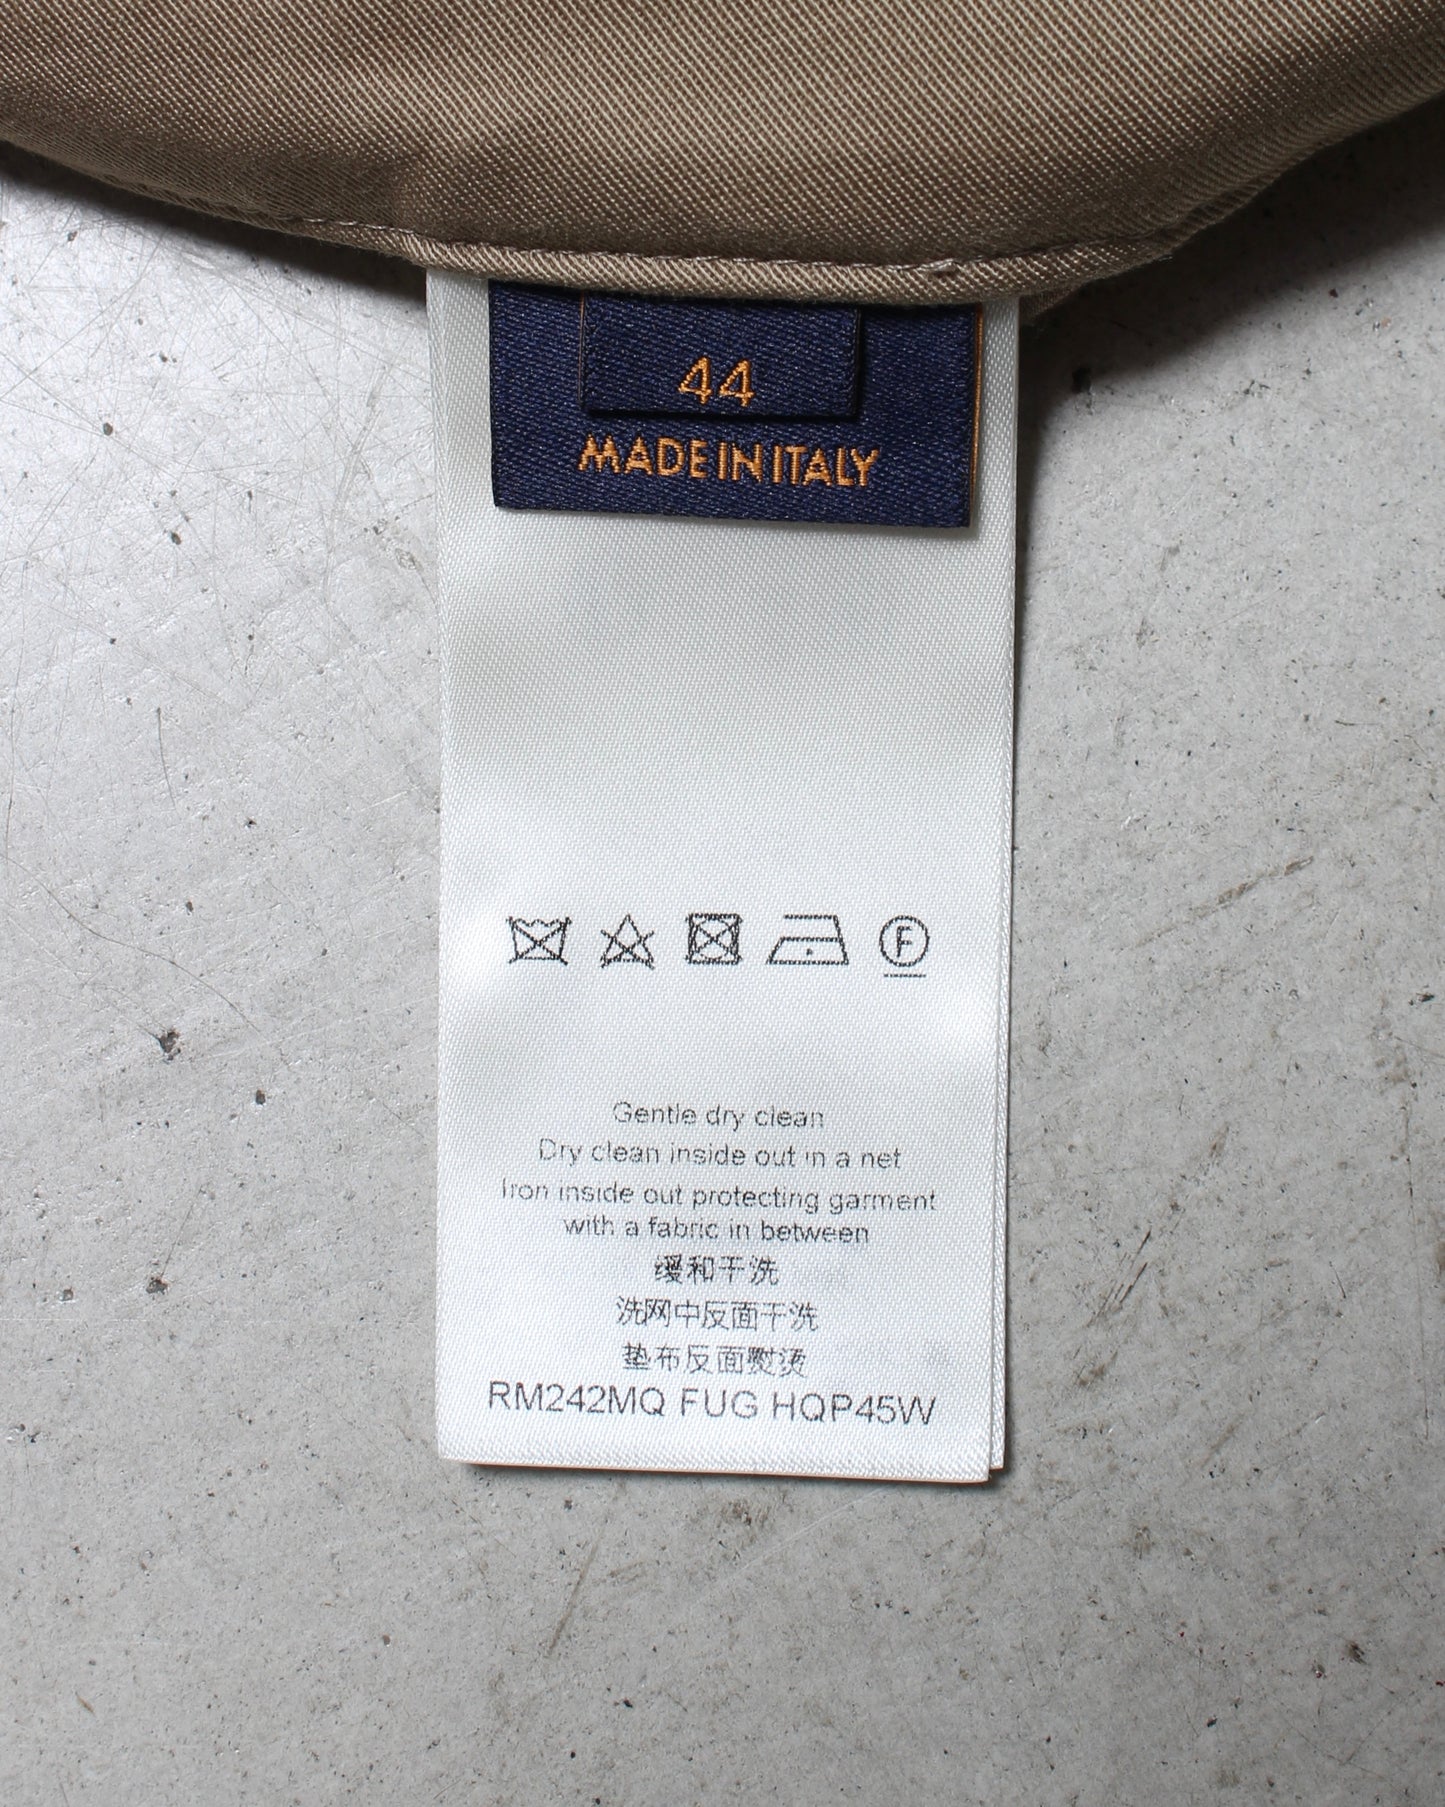 44
MADE IN ITALY
F
Gentle dry clean
Dry clean inside out in a net
Iron inside out protecting garment
with a fabric in between
缓和干洗
洗网中反面干洗
垫布反面熨烫
RM242MQ FUG HQP45W